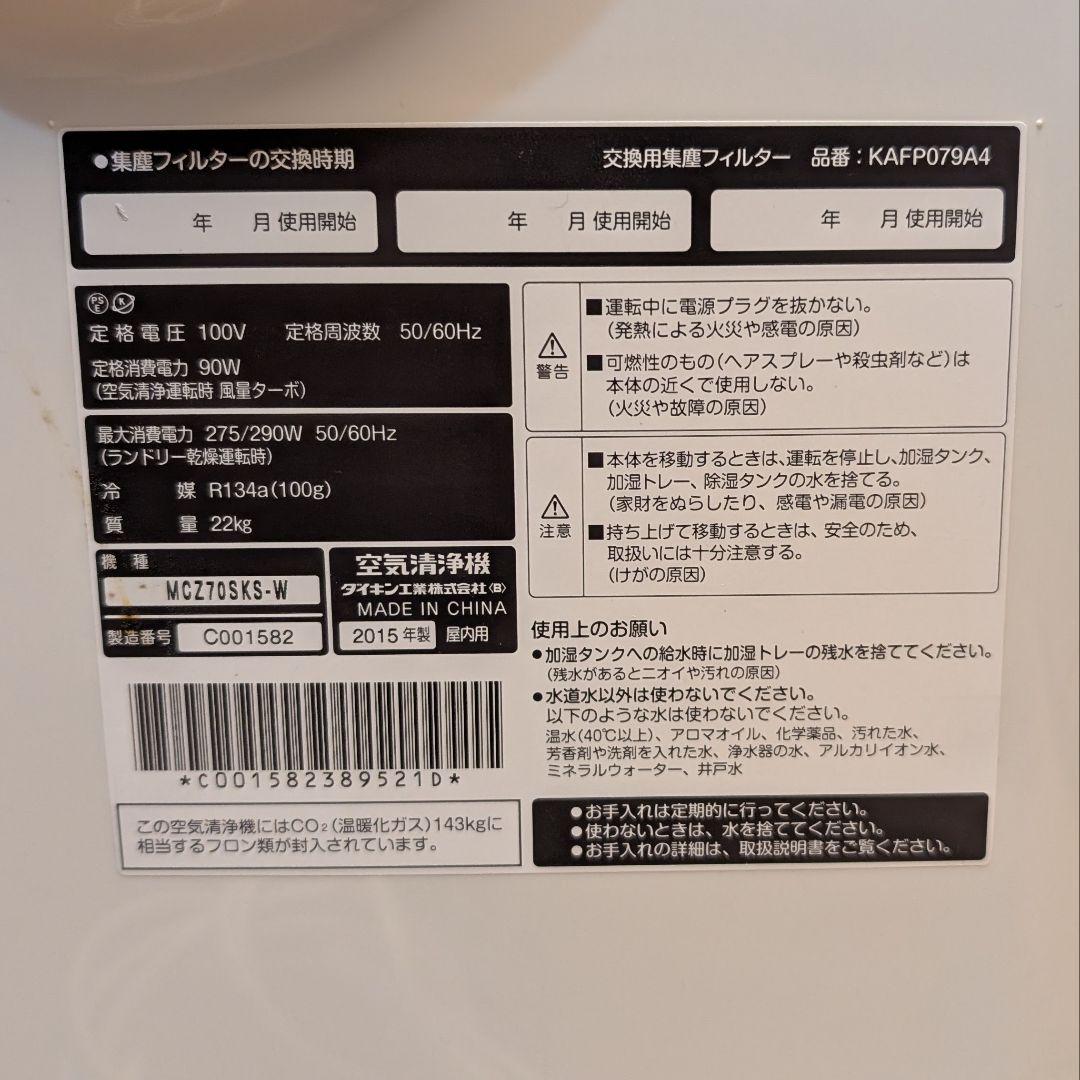 ●集塵フィルターの交換時期
交換用集塵フィルター 品番：KAFP079A4
年 月 使用開始
年 月 使用開始
年 月 使用開始
PS E K
定格電圧 100V 定格周波数 50/60Hz
定格消費電力 90W
(空気清浄運転時 風量ターボ)
最大消費電力 275/290W 50/60Hz
(ランドリー乾燥運転時)
冷 媒 R134a(100g)
質 量 22kg
機 種
MCZ70SKS-W
製造番号 C001582
空気清浄機
ダイキン工業株式会社〈B〉
MADE IN CHINA
2015年製 屋内用
*C001582389521D*
この空気清浄機にはCO₂(温暖化ガス)143kgに
相当するフロン類が封入されています。
警告
■運転中に電源プラグを抜かない。
(発熱による火災や感電の原因)
■可燃性のもの(ヘアスプレーや殺虫剤など)は
本体の近くで使用しない。
(火災や故障の原因)
注意
■本体を移動するときは、運転を停止し、加湿タンク、
加湿トレー、除湿タンクの水を捨てる。
(家財をぬらしたり、感電や漏電の原因)
■持ち上げて移動するときは、安全のため、
取扱いには十分注意する。
(けがの原因)
使用上のお願い
●加湿タンクへの給水時に加湿トレーの残水を捨ててください。
(残水があるとニオイや汚れの原因)
●水道水以外は使わないでください。
以下のような水は使わないでください。
温水(40℃以上)、アロマオイル、化学薬品、汚れた水、
芳香剤や洗剤を入れた水、浄水器の水、アルカリイオン水、
ミネラルウォーター、井戸水
●お手入れは定期的に行ってください。
●使わないときは、水を捨ててください。
●お手入れの詳細は、取扱説明書をご覧ください。